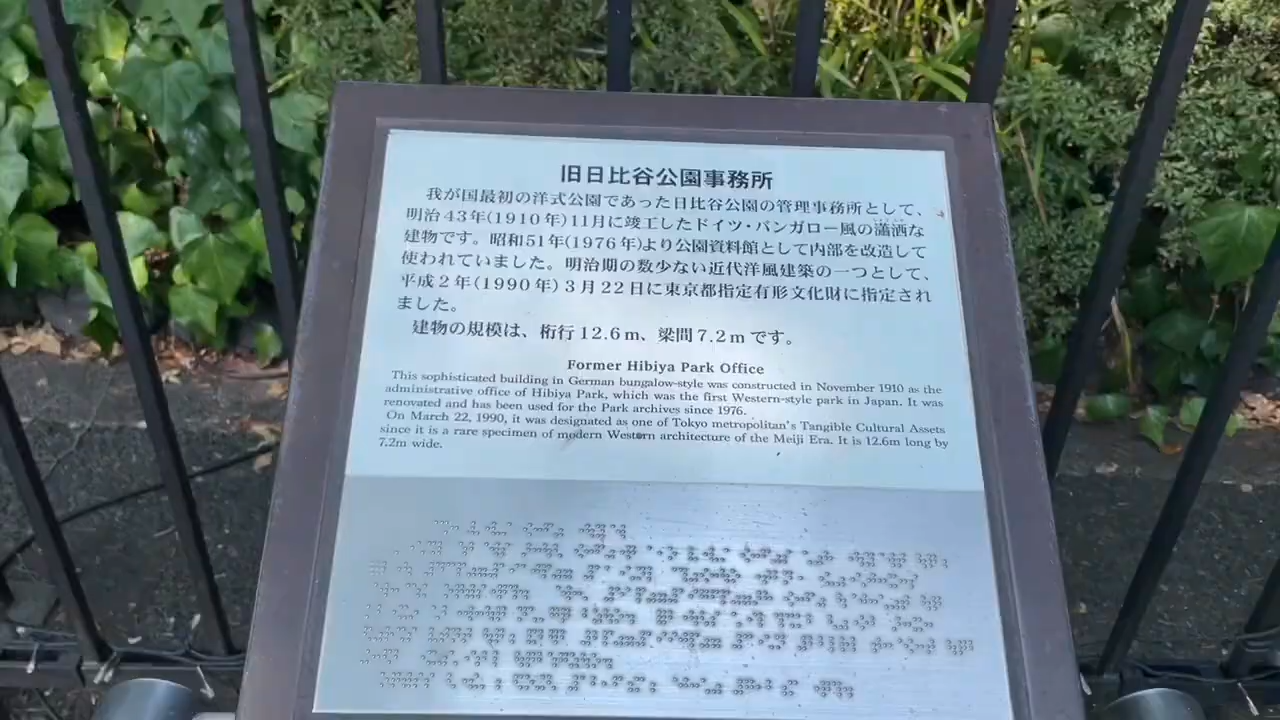 旧日比谷公園事務所
我が国最初の洋式公園であった日比谷公園の管理事務所として、
明治43年(1910年)11月に竣工したドイツ・バンガロー風の瀟洒な
建物です。昭和51年(1976年)より公園資料館として内部を改造して
使われていました。明治期の数少ない近代洋風建築の一つとして、
平成2年(1990年)3月22日に東京都指定有形文化財に指定され
ました。
建物の規模は、桁行12.6m、梁間7.2mです。
Former Hibiya Park Office
This sophisticated building in German bungalow-style was constructed in November 1910 as the
administrative office of Hibiya Park, which was the first Western-style park in Japan. It was
renovated and has been used for the Park archives since 1976.
On March 22, 1990, it was designated as one of Tokyo metropolitan's Tangible Cultural Assets
since it is a rare specimen of modern Western architecture of the Meiji Era. It is 12.6m long by
7.2m wide.